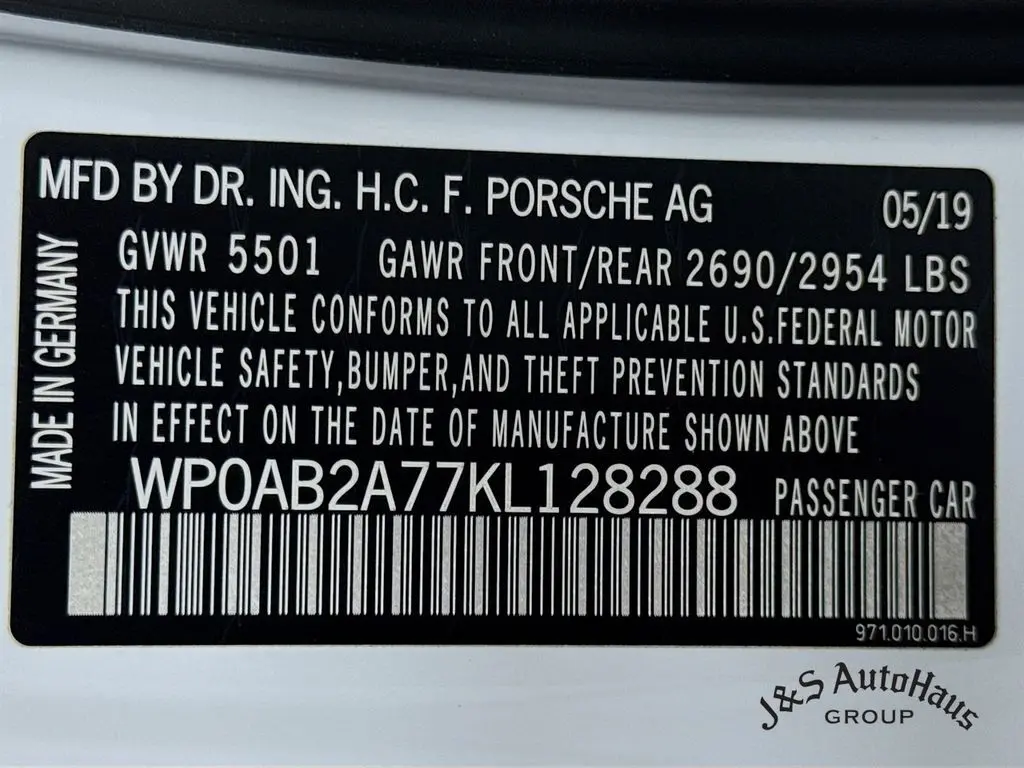 MFD BY DR. ING. H.C. F. PORSCHE AG 05/19
GVWR 5501 GAWR FRONT/REAR 2690/2954 LBS
THIS VEHICLE CONFORMS TO ALL APPLICABLE U.S.FEDERAL MOTOR
VEHICLE SAFETY,BUMPER,AND THEFT PREVENTION STANDARDS
IN EFFECT ON THE DATE OF MANUFACTURE SHOWN ABOVE
WP0AB2A77KL128288 PASSENGER CAR
MADE IN GERMANY
971.010.016.H
J&S AutoHaus
GROUP